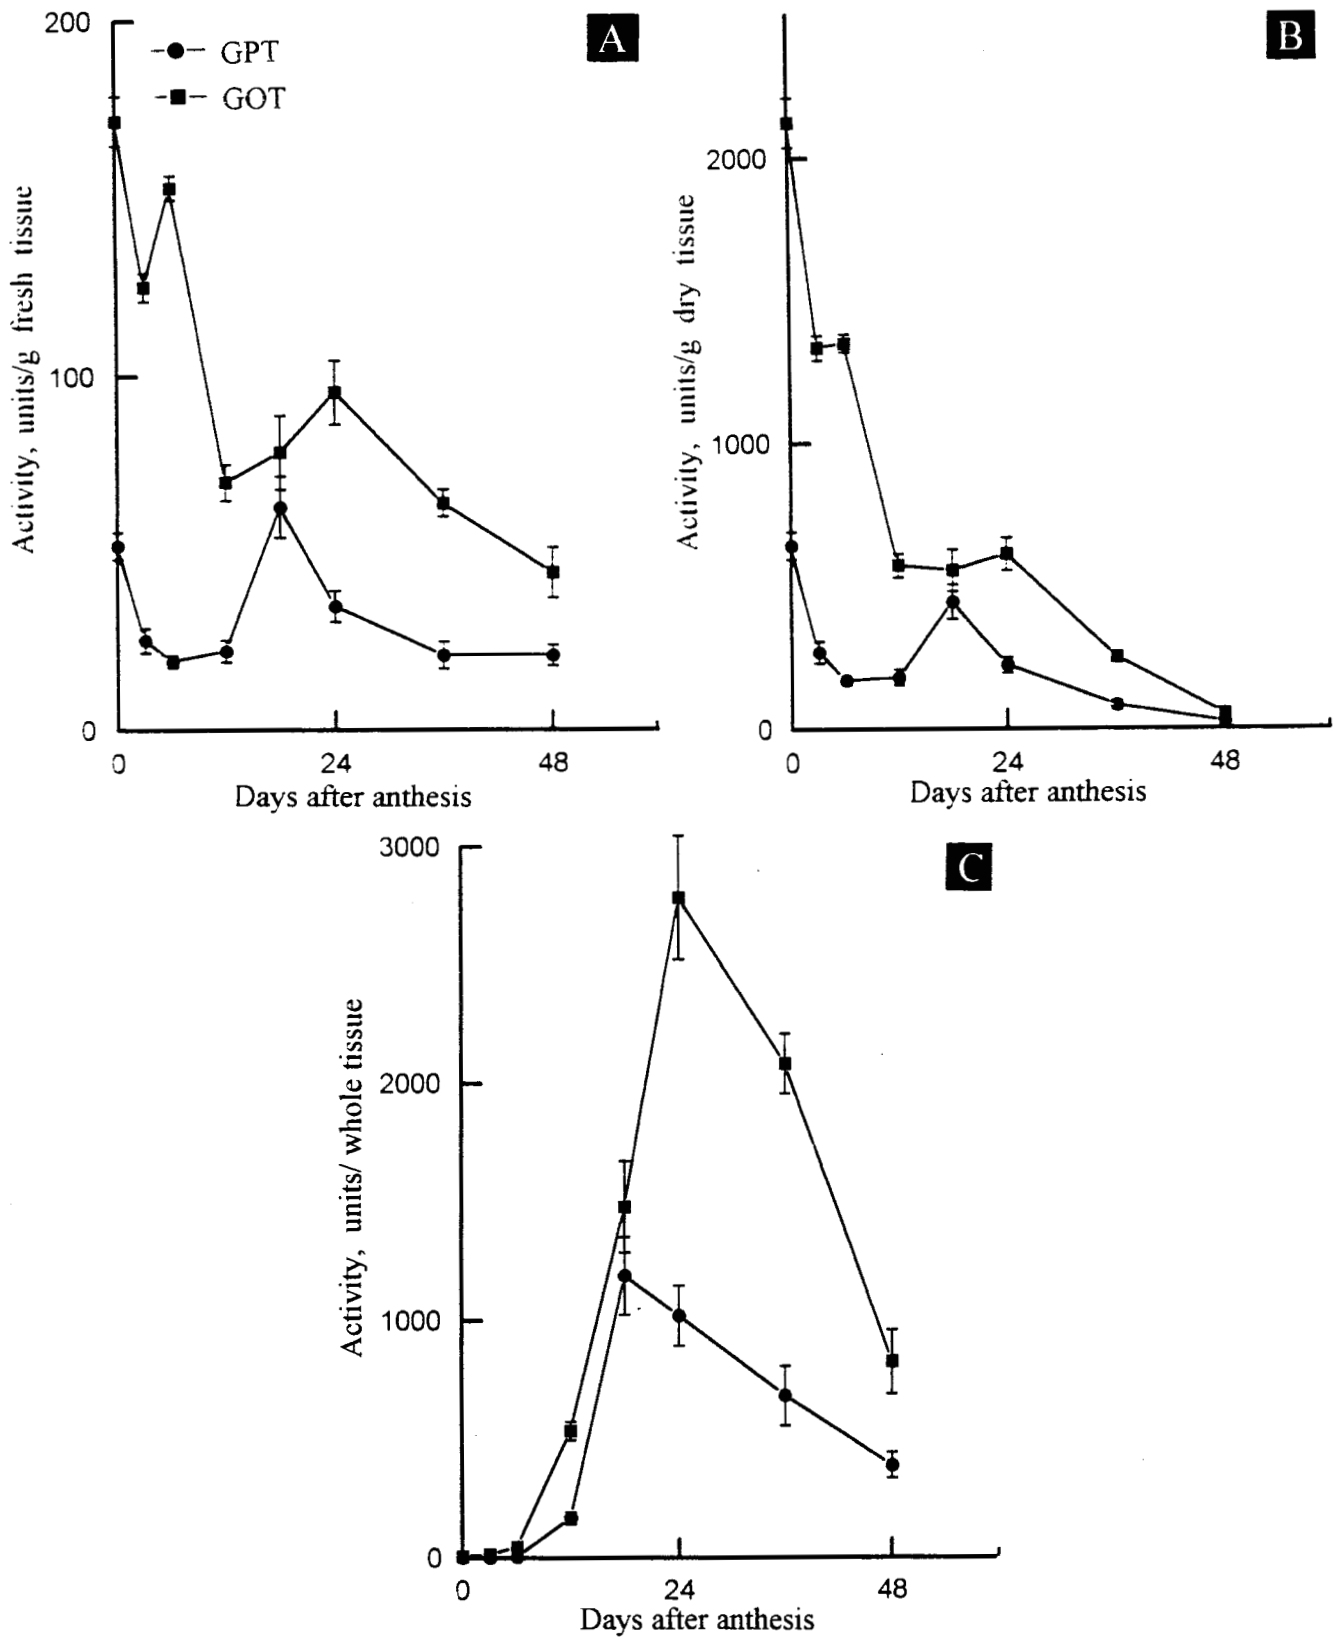 A
200
GPT
GOT
100
0
0 24 48
Days after anthesis
Activity, units/g fresh tissue
B
2000
1000
0
0 24 48
Days after anthesis
Activity, units/g dry tissue
C
3000
2000
1000
0
0 24 48
Days after anthesis
Activity, units/ whole tissue